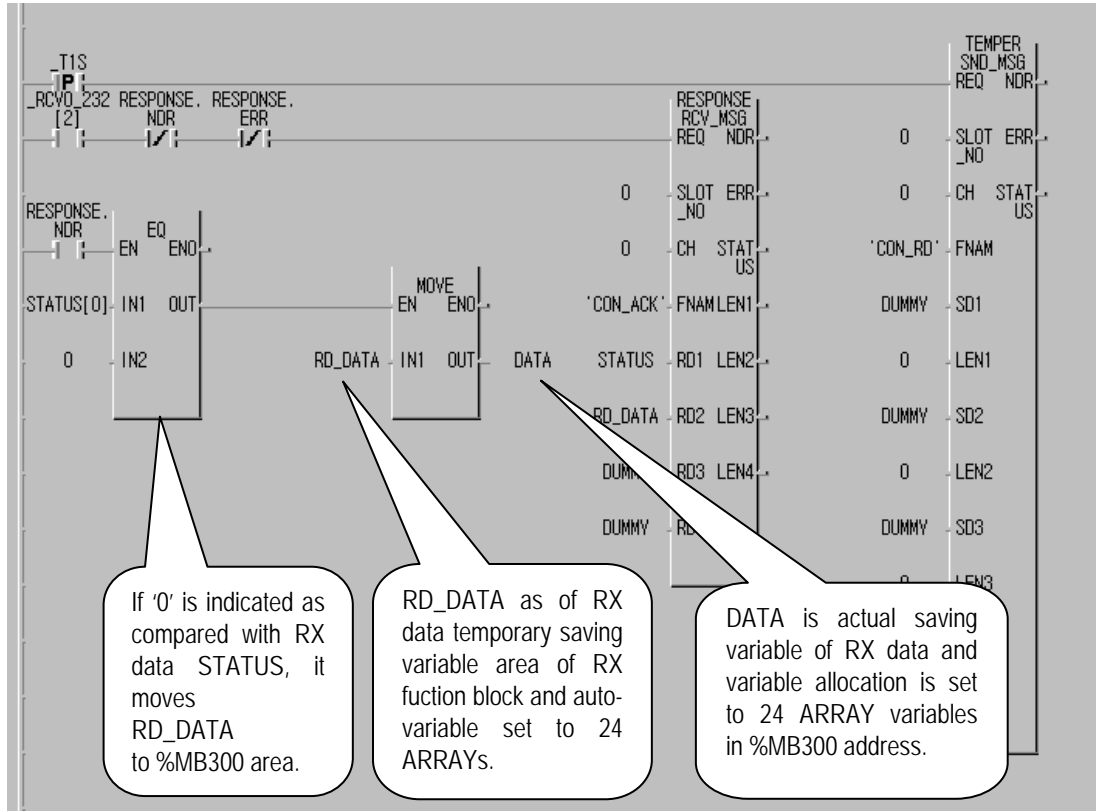 _T1S
P
TEMPER
SND_MSG
REQ NDR
_RCV0_232 RESPONSE. RESPONSE.
[2] NDR ERR
RESPONSE
RCV_MSG
REQ NDR
0 SLOT ERR
_NO
0 SLOT ERR
_NO
0 CH STAT
US
RESPONSE.
NDR
EQ
EN ENO
0 CH STAT
US
'CON_RD' FNAM
MOVE
STATUS[0] IN1 OUT
EN ENO
'CON_ACK' FNAM LEN1
DUMMY SD1
0 IN2
RD_DATA IN1 OUT DATA
STATUS RD1 LEN2
0 LEN1
RD_DATA RD2 LEN3
DUMMY SD2
RD3 LEN4
0 LEN2
DUMMY
DUMMY SD3
LEN3
If '0' is indicated as
compared with RX
data STATUS, it
moves
RD_DATA
to %MB300 area.
RD_DATA as of RX
data temporary saving
variable area of RX
fuction block and auto-
variable set to 24
ARRAYs.
DATA is actual saving
variable of RX data and
variable allocation is set
to 24 ARRAY variables
in %MB300 address.